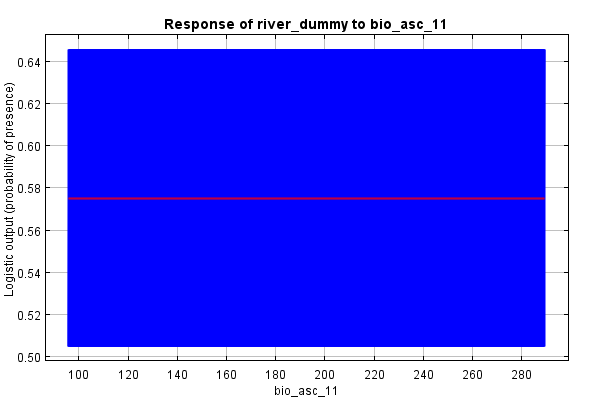 Response of river_dummy to bio_asc_11
Logistic output (probability of presence)
0.64
0.62
0.60
0.58
0.56
0.54
0.52
0.50
100 120 140 160 180 200 220 240 260 280
bio_asc_11